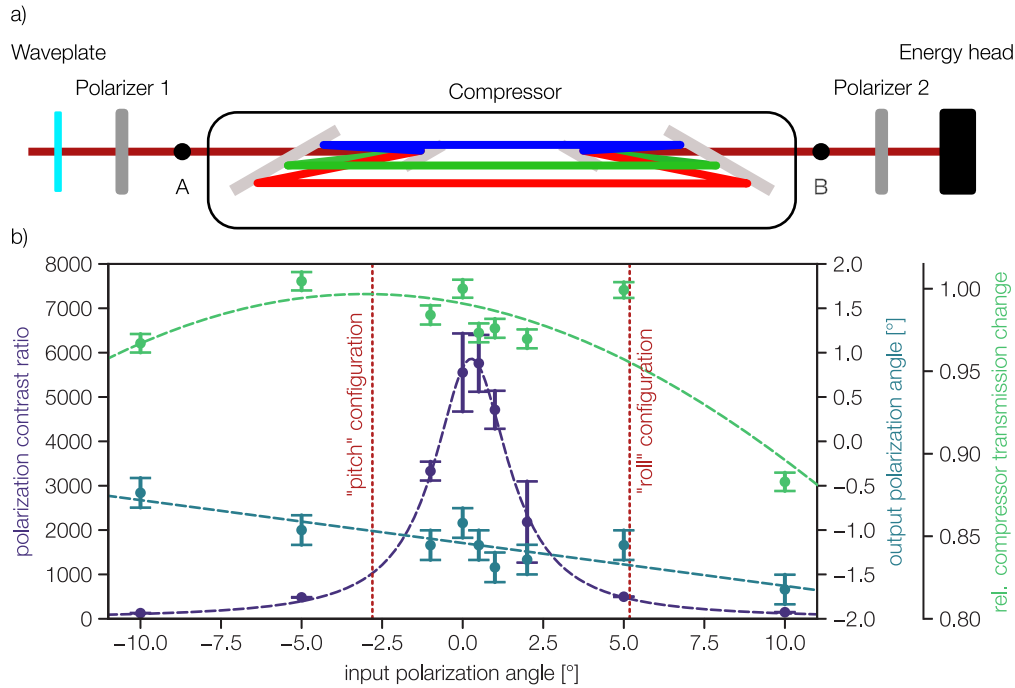 a)
Waveplate
Energy head
Polarizer 1
Compressor
Polarizer 2
A
B
b)
8000
7000
6000
5000
4000
3000
2000
1000
0
polarization contrast ratio
"pitch" configuration
"roll" configuration
2.0
1.5
1.0
0.5
0.0
−0.5
−1.0
−1.5
−2.0
output polarization angle [°]
1.00
0.95
0.90
0.85
0.80
rel. compressor transmission change
−10.0
−7.5
−5.0
−2.5
0.0
2.5
5.0
7.5
10.0
input polarization angle [°]